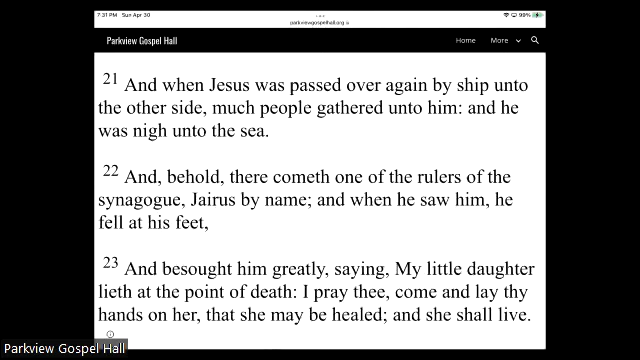 7:31 PM Sun Apr 30
99%
parkviewgospelhall.org
Parkview Gospel Hall
Home
More
21 And when Jesus was passed over again by ship unto
the other side, much people gathered unto him: and he
was nigh unto the sea.
22 And, behold, there cometh one of the rulers of the
synagogue, Jairus by name; and when he saw him, he
fell at his feet,
23 And besought him greatly, saying, My little daughter
lieth at the point of death: I pray thee, come and lay thy
hands on her, that she may be healed; and she shall live.
Parkview Gospel Hall